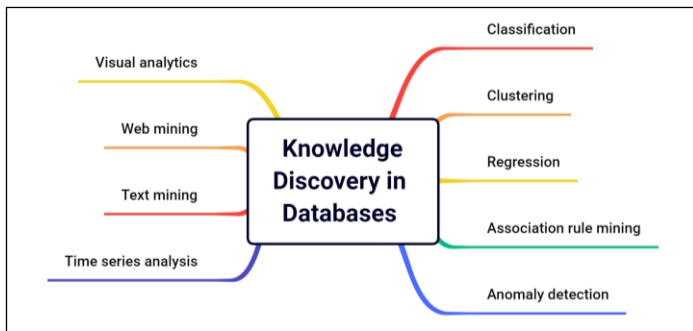 Knowledge
Discovery in
Databases
Classification
Clustering
Regression
Association rule mining
Anomaly detection
Visual analytics
Web mining
Text mining
Time series analysis